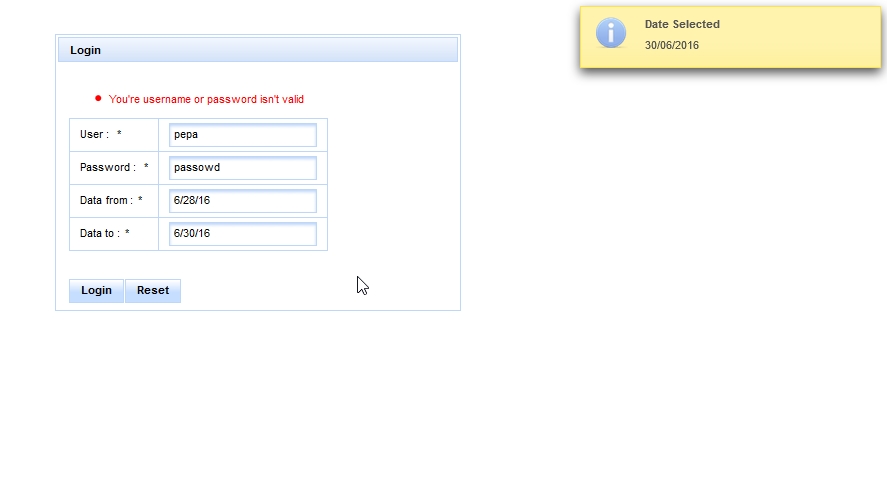 Login
Date Selected
30/06/2016
You're username or password isn't valid
User : * pepa
Password : * passowd
Data from : * 6/28/16
Data to : * 6/30/16
Login Reset